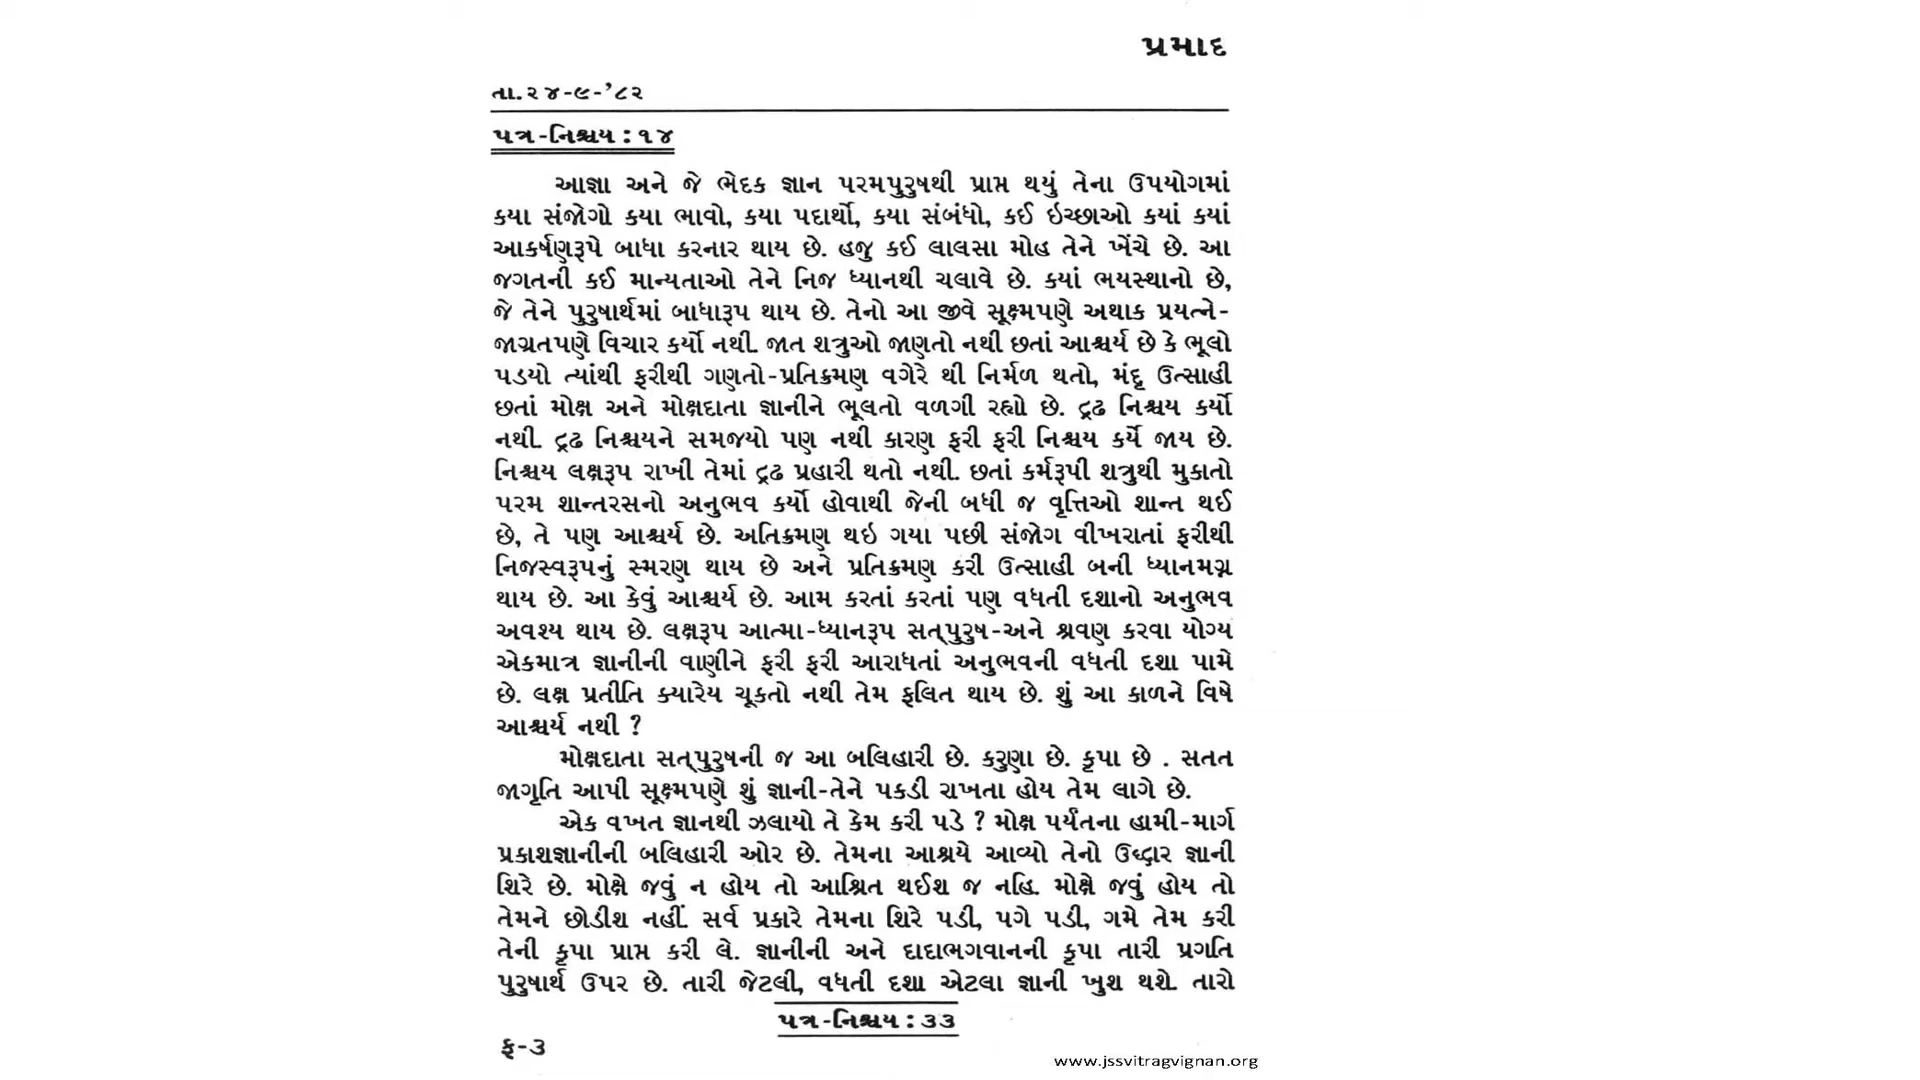 પ્રમાદ
તા.૨૪-૯-'૮૨
પત્ર-નિશ્ચય : ૧૪
આજ્ઞા અને જે ભેદક જ્ઞાન પરમપુરુષથી પ્રાપ્ત થયું તેના ઉપયોગમાં
કયા સંજોગો કયા ભાવો, કયા પદાર્થો, કયા સંબંધો, કઈ ઇચ્છાઓ કયાં કયાં
આકર્ષણરૂપે બાધા કરનાર થાય છે. હજુ કઈ લાલસા મોહ તેને ખેંચે છે. આ
જગતની કઈ માન્યતાઓ તેને નિજ ધ્યાનથી ચલાવે છે. કયાં ભયસ્થાનો છે,
જે તેને પુરુષાર્થમાં બાધારૂપ થાય છે. તેનો આ જીવે સૂક્ષ્મપણે અથાક પ્રયત્ને-
જાગ્રતપણે વિચાર કર્યો નથી. જાત શત્રુઓ જાણતો નથી છતાં આશ્ચર્ય છે કે ભૂલો
પડયો ત્યાંથી ફરીથી ગણતો-પ્રતિક્રમણ વગેરે થી નિર્મળ થતો, મંદૃ ઉત્સાહી
છતાં મોક્ષ અને મોક્ષદાતા જ્ઞાનીને ભૂલતો વળગી રહ્યો છે. દ્રઢ નિશ્ચય કર્યો
નથી. દ્રઢ નિશ્ચયને સમજયો પણ નથી કારણ ફરી ફરી નિશ્ચય કર્યે જાય છે.
નિશ્ચય લક્ષરૂપ રાખી તેમાં દ્રઢ પ્રહારી થતો નથી. છતાં કર્મરૂપી શત્રુથી મુકાતો
પરમ શાન્તરસનો અનુભવ કર્યો હોવાથી જેની બધી જ વૃત્તિઓ શાન્ત થઈ
છે, તે પણ આશ્ચર્ય છે. અતિક્રમણ થઇ ગયા પછી સંજોગ વીખરાતાં ફરીથી
નિજસ્વરૂપનું સ્મરણ થાય છે અને પ્રતિક્રમણ કરી ઉત્સાહી બની ધ્યાનમગ્ન
થાય છે. આ કેવું આશ્ચર્ય છે. આમ કરતાં કરતાં પણ વધતી દશાનો અનુભવ
અવશ્ય થાય છે. લક્ષરૂપ આત્મા-ધ્યાનરૂપ સત્પુરુષ-અને શ્રવણ કરવા યોગ્ય
એકમાત્ર જ્ઞાનીની વાણીને ફરી ફરી આરાધતાં અનુભવની વધતી દશા પામે
છે. લક્ષ પ્રતીતિ ક્યારેય ચૂકતો નથી તેમ ફલિત થાય છે. શું આ કાળને વિષે
આશ્ચર્ય નથી ?
મોક્ષદાતા સત્પુરુષની જ આ બલિહારી છે. કરુણા છે. કૃપા છે . સતત
જાગૃતિ આપી સૂક્ષ્મપણે શું જ્ઞાની-તેને પકડી રાખતા હોય તેમ લાગે છે.
એક વખત જ્ઞાનથી ઝલાયો તે કેમ કરી પડે ? મોક્ષ પર્યંતના હામી-માર્ગ
પ્રકાશજ્ઞાનીની બલિહારી ઓર છે. તેમના આશ્રયે આવ્યો તેનો ઉદ્ધાર જ્ઞાની
શિરે છે. મોક્ષે જવું ન હોય તો આશ્રિત થઈશ જ નહિ. મોક્ષે જવું હોય તો
તેમને છોડીશ નહીં. સર્વ પ્રકારે તેમના શિરે પડી, પગે પડી, ગમે તેમ કરી
તેની કૃપા પ્રાપ્ત કરી લે. જ્ઞાનીની અને દાદાભગવાનની કૃપા તારી પ્રગતિ
પુરુષાર્થ ઉપર છે. તારી જેટલી, વધતી દશા એટલા જ્ઞાની ખુશ થશે. તારો
પત્ર-નિશ્ચય : ૩૩
ફ-૩
www.jssvitragvignan.org